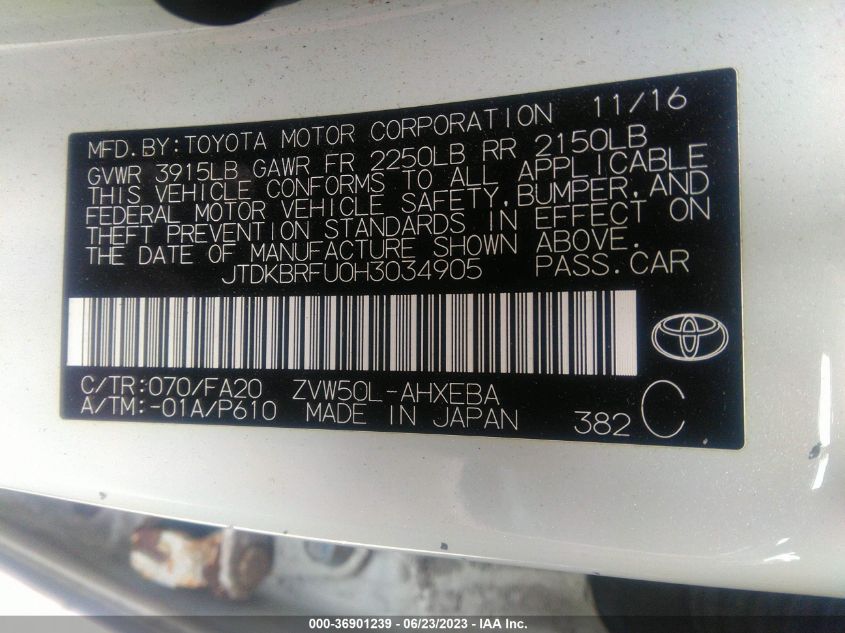 MFD. BY: TOYOTA MOTOR CORPORATION 11/16
GVWR 3915LB GAWR FR 2250LB RR 2150LB
THIS VEHICLE CONFORMS TO ALL APPLICABLE
FEDERAL MOTOR VEHICLE SAFETY, BUMPER, AND
THEFT PREVENTION STANDARDS IN EFFECT ON
THE DATE OF MANUFACTURE SHOWN ABOVE.
JTDKBRFU0H3034905 PASS. CAR
C/TR:070/FA20 ZVW50L-AHXEBA
A/TM:-01A/P610 MADE IN JAPAN 382 C
000-36901239 - 06/23/2023 - IAA Inc.